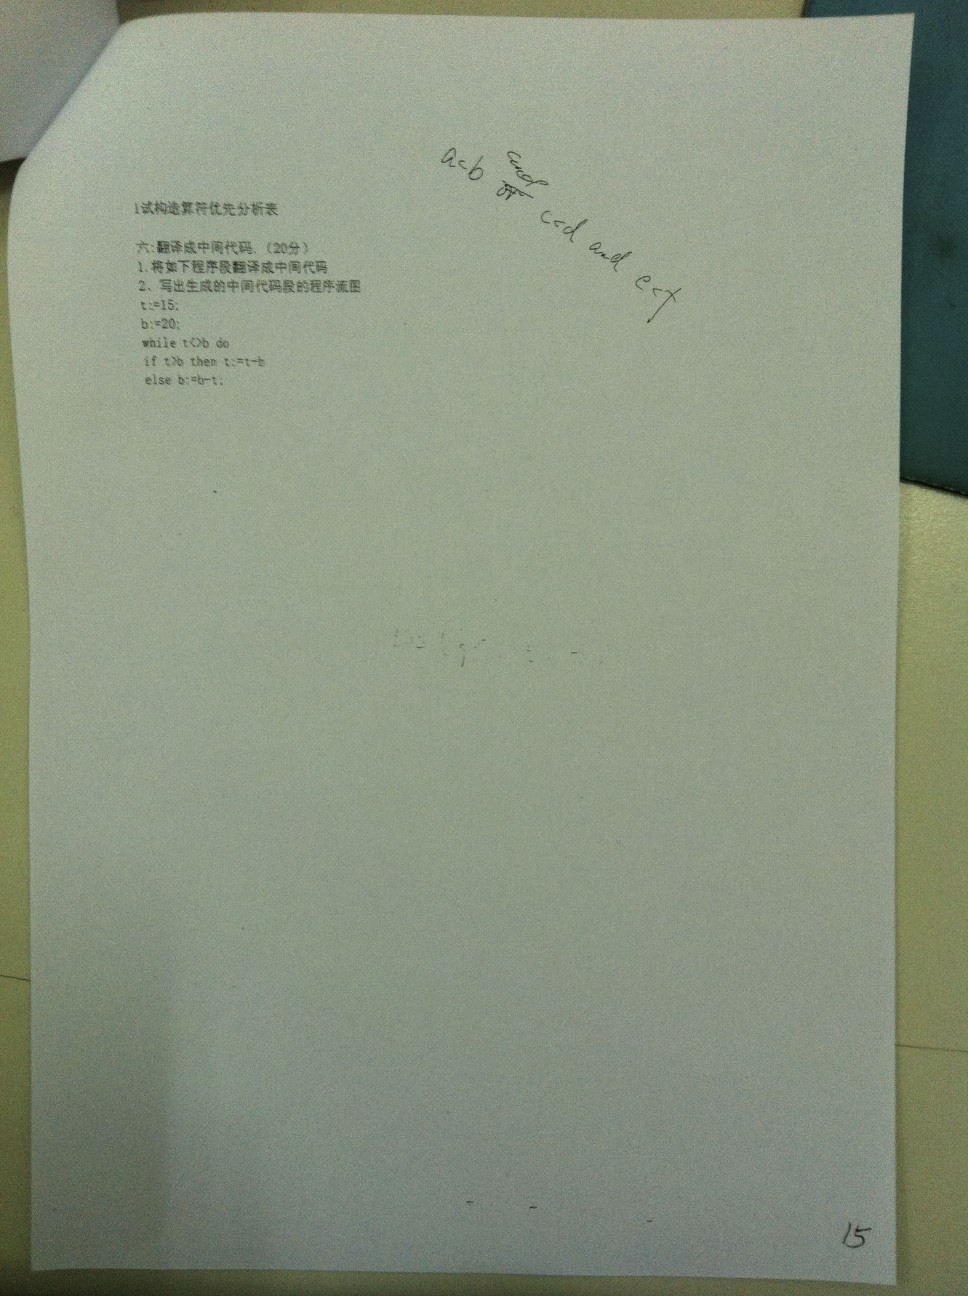 1试构造算符优先分析表
六:翻译成中间代码.（20分）
1.将如下程序段翻译成中间代码
2、写出生成的中间代码段的程序流图
t:=15;
b:=20;
while t<>b do
if t>b then t:=t-b
else b:=b-t;
a<b and c<d and e<f
15